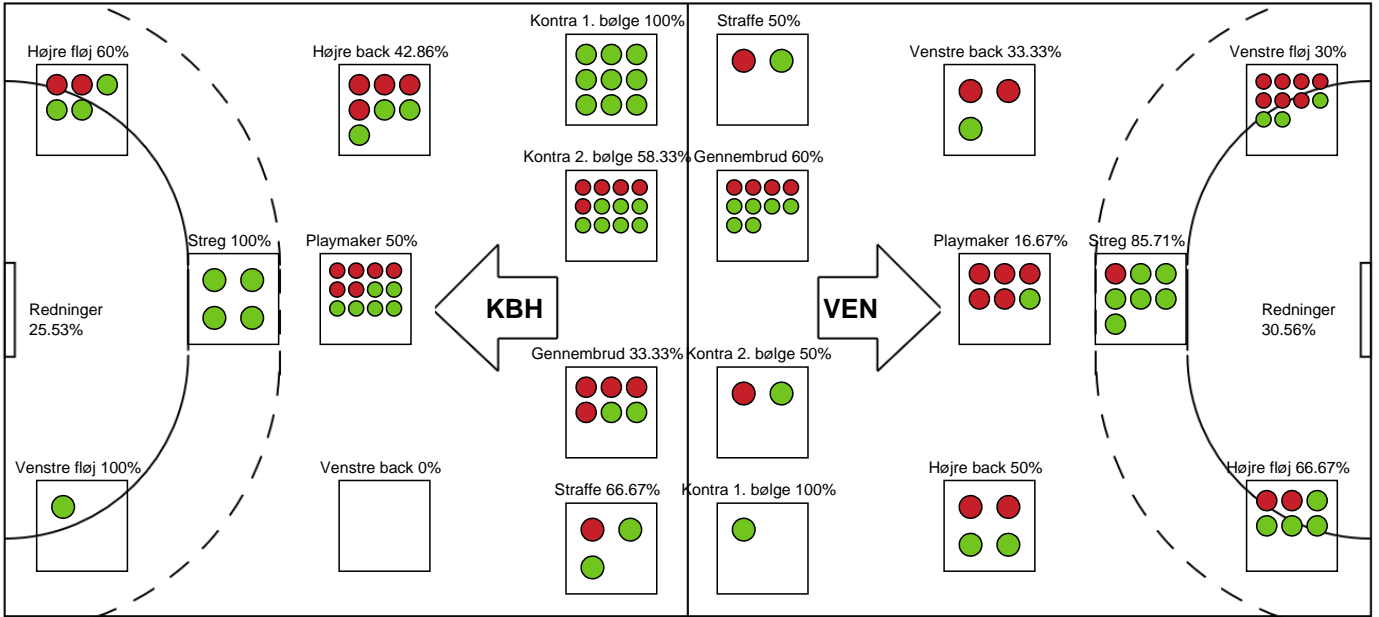 Kontra 1. bølge 100%
Straffe 50%
Højre fløj 60%
Højre back 42.86%
Venstre back 33.33%
Venstre fløj 30%
Kontra 2. bølge 58.33%
Gennembrud 60%
Streg 100%
Playmaker 50%
Playmaker 16.67%
Streg 85.71%
Redninger
25.53%
KBH
VEN
Redninger
30.56%
Gennembrud 33.33%
Kontra 2. bølge 50%
Venstre fløj 100%
Venstre back 0%
Højre back 50%
Højre fløj 66.67%
Straffe 66.67%
Kontra 1. bølge 100%